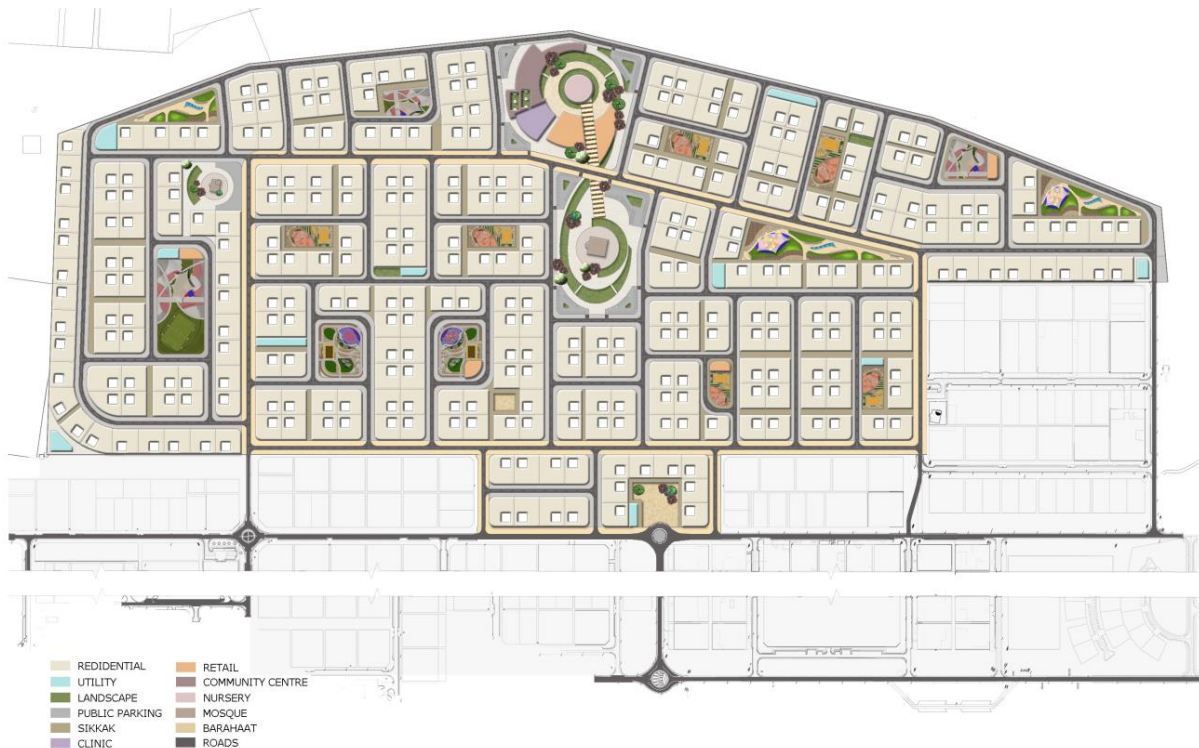 REDIDENTIAL
UTILITY
LANDSCAPE
PUBLIC PARKING
SIKKAK
CLINIC
RETAIL
COMMUNITY CENTRE
NURSERY
MOSQUE
BARAHAAT
ROADS